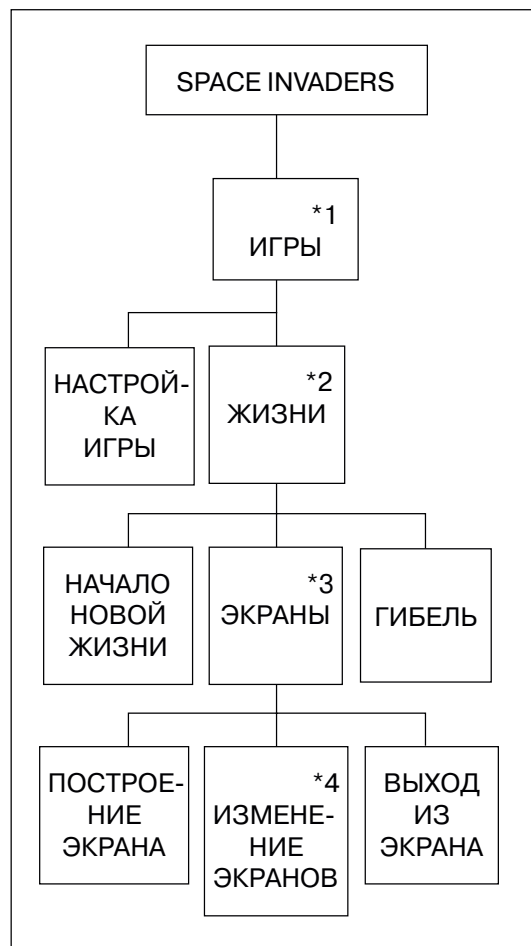 SPACE INVADERS
*1
ИГРЫ
НАСТРОЙ-
КА
ИГРЫ
*2
ЖИЗНИ
НАЧАЛО
НОВОЙ
ЖИЗНИ
*3
ЭКРАНЫ
ГИБЕЛЬ
ПОСТРОЕ-
НИЕ
ЭКРАНА
*4
ИЗМЕНЕ-
НИЕ
ЭКРАНОВ
ВЫХОД
ИЗ
ЭКРАНА